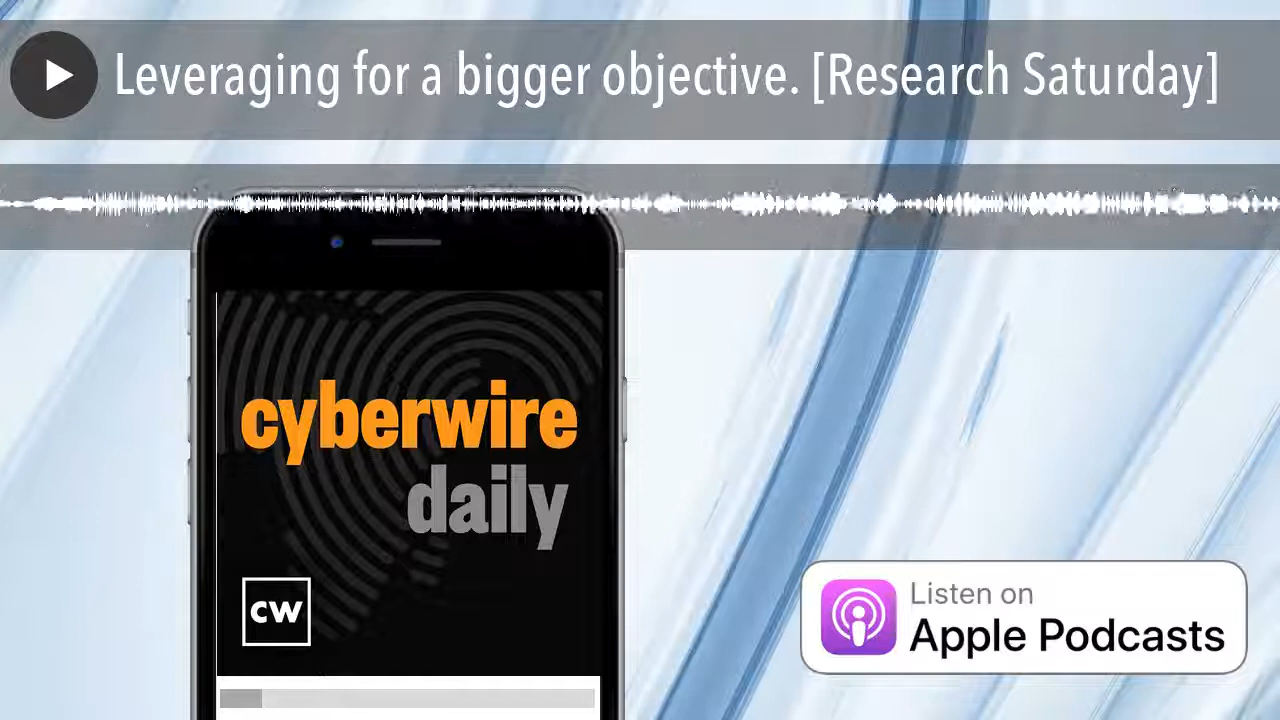 Leveraging for a bigger objective. [Research Saturday]
cyberwire
daily
CW
Listen on
Apple Podcasts